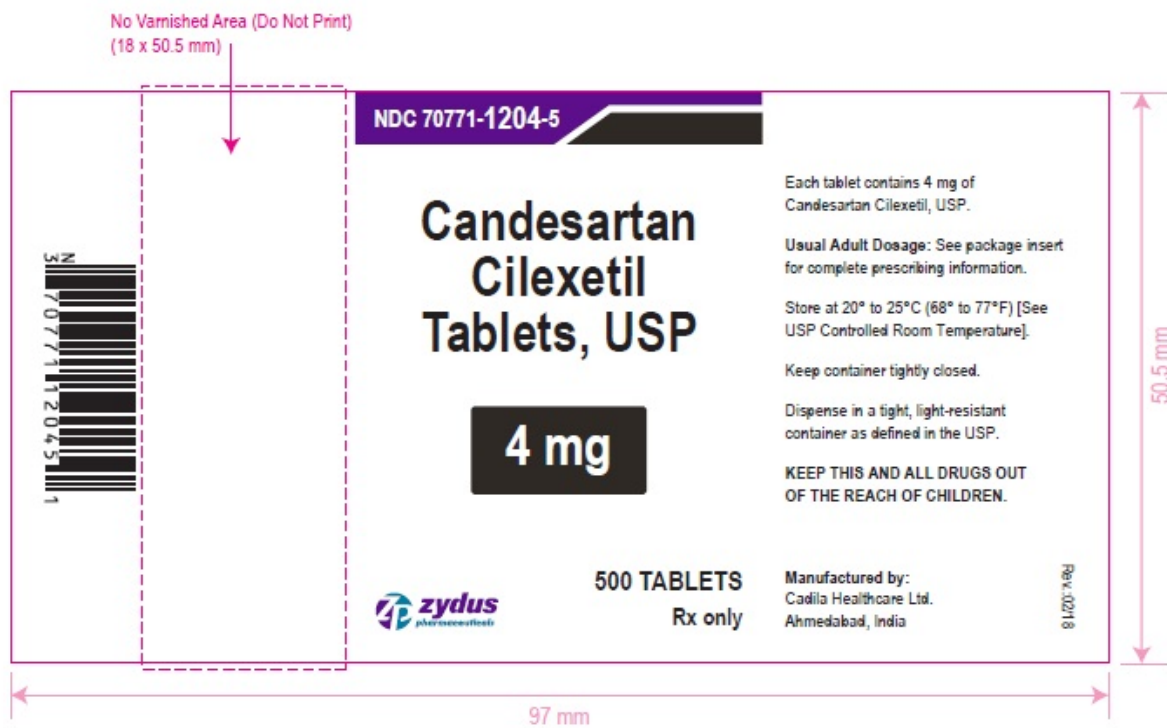 No Varnished Area (Do Not Print)
(18 x 50.5 mm)
N
3
70771 12045
1
NDC 70771-1204-5
Candesartan
Cilexetil
Tablets, USP
4 mg
zydus
pharmaceuticals
500 TABLETS
Rx only
Each tablet contains 4 mg of
Candesartan Cilexetil, USP.
Usual Adult Dosage: See package insert
for complete prescribing information.
Store at 20° to 25°C (68° to 77°F) [See
USP Controlled Room Temperature].
Keep container tightly closed.
Dispense in a tight, light-resistant
container as defined in the USP.
KEEP THIS AND ALL DRUGS OUT
OF THE REACH OF CHILDREN.
Manufactured by:
Cadila Healthcare Ltd.
Ahmedabad, India
Rev.:02/18
50.5 mm
97 mm